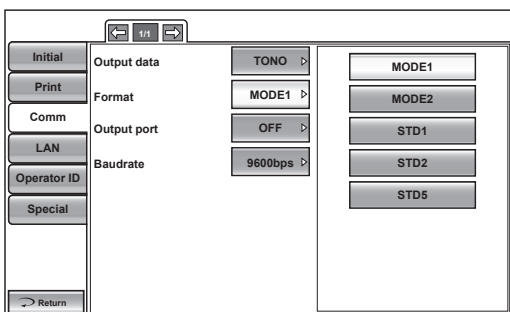 1/1
Initial
Print
Comm
LAN
Operator ID
Special
Return
Output data TONO
Format MODE1
Output port OFF
Baudrate 9600bps
MODE1
MODE2
STD1
STD2
STD5